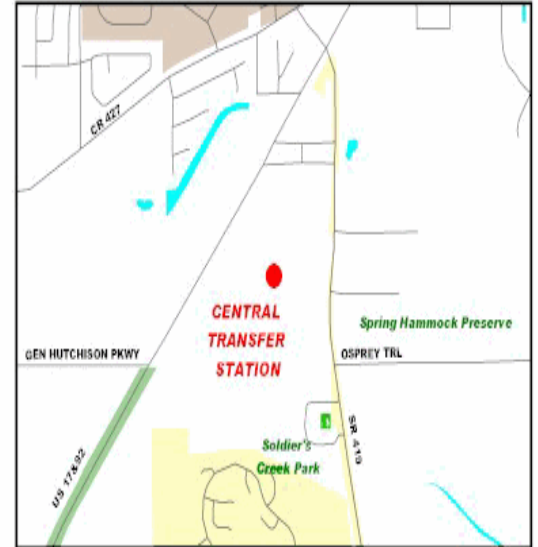 CR 427
CENTRAL
TRANSFER
STATION
Spring Hammock Preserve
GEN HUTCHISON PKWY
OSPREY TRL
SR 419
Soldier's
Creek Park
US 17&92